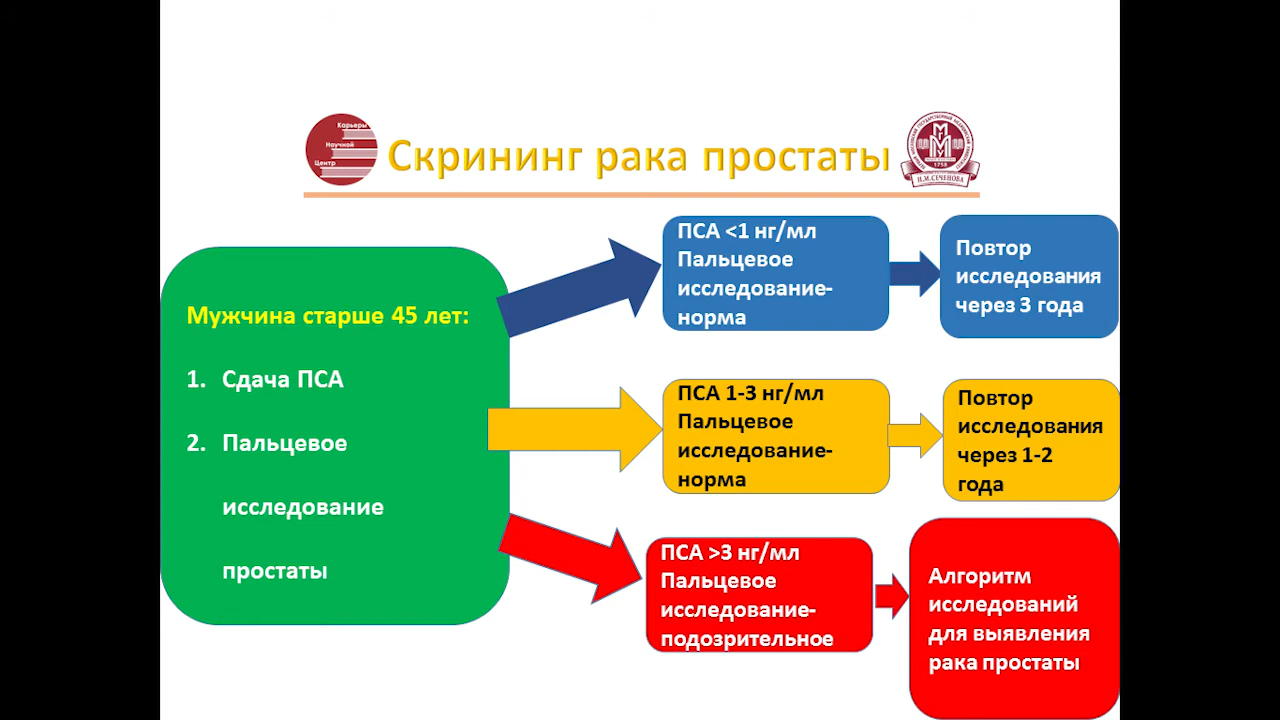 Карьеры
Научной
Центр
Скрининг рака простаты
1758
И.М.СЕЧЕНОВА
Мужчина старше 45 лет:
1. Сдача ПСА
2. Пальцевое
исследование
простаты
ПСА <1 нг/мл
Пальцевое
исследование-
норма
Повтор
исследования
через 3 года
ПСА 1-3 нг/мл
Пальцевое
исследование-
норма
Повтор
исследования
через 1-2
года
ПСА >3 нг/мл
Пальцевое
исследование-
подозрительное
Алгоритм
исследований
для выявления
рака простаты